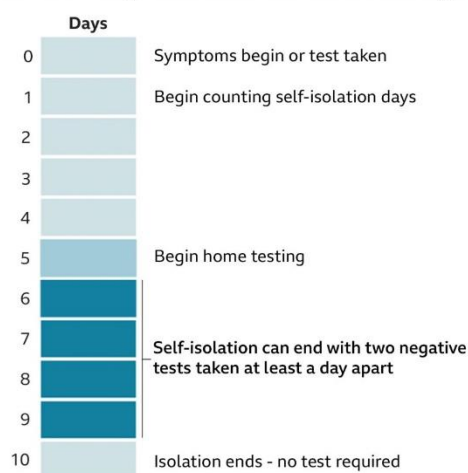 Days
0 Symptoms begin or test taken
1 Begin counting self-isolation days
2
3
4
5 Begin home testing
6
7
Self-isolation can end with two negative
tests taken at least a day apart
8
9
10 Isolation ends - no test required